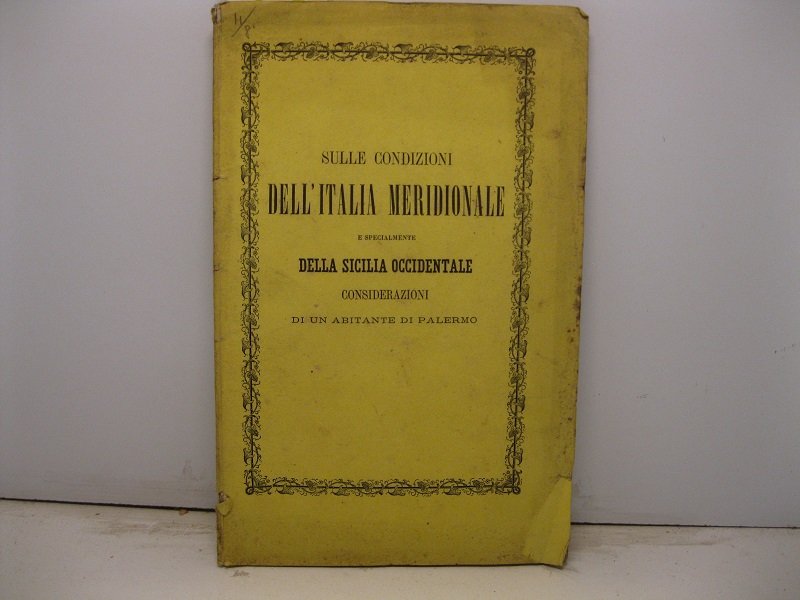 SULLE CONDIZIONI
DELL'ITALIA MERIDIONALE
E SPECIALMENTE
DELLA SICILIA OCCIDENTALE
CONSIDERAZIONI
DI UN ABITANTE DI PALERMO